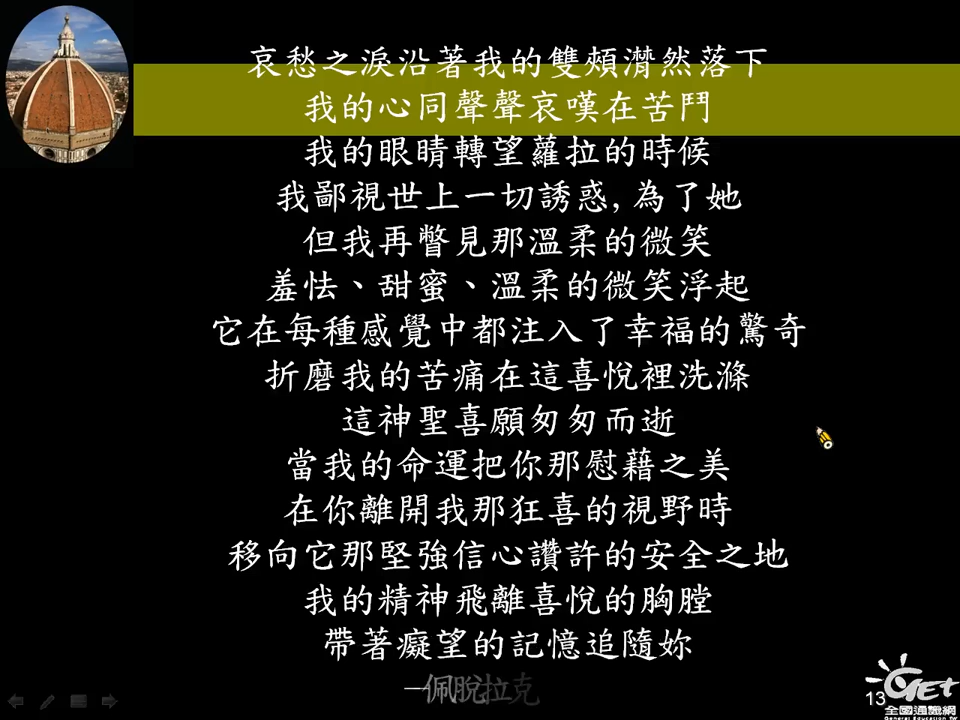 哀愁之淚沿著我的雙頰潸然落下
我的心同聲聲哀嘆在苦鬥
我的眼睛轉望蘿拉的時候
我鄙視世上一切誘惑,為了她
但我再瞥見那溫柔的微笑
羞怯、甜蜜、溫柔的微笑浮起
它在每種感覺中都注入了幸福的驚奇
折磨我的苦痛在這喜悅裡洗滌
這神聖喜願匆匆而逝
當我的命運把你那慰藉之美
在你離開我那狂喜的視野時
移向它那堅強信心讚許的安全之地
我的精神飛離喜悅的胸膛
帶著癡望的記憶追隨妳
—佩脫拉克
13
GET
全國通識網
General Education TW